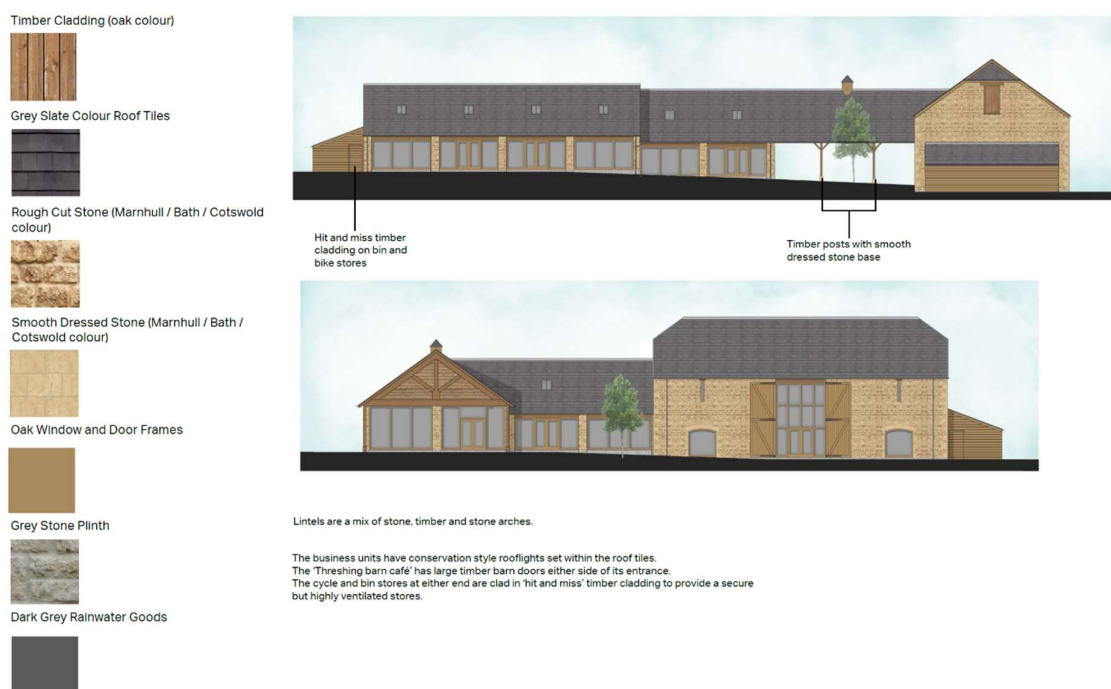 Timber Cladding (oak colour)
Grey Slate Colour Roof Tiles
Rough Cut Stone (Marnhull / Bath / Cotswold
colour)
Smooth Dressed Stone (Marnhull / Bath /
Cotswold colour)
Oak Window and Door Frames
Grey Stone Plinth
Dark Grey Rainwater Goods
Hit and miss timber
cladding on bin and
bike stores
Timber posts with smooth
dressed stone base
Lintels are a mix of stone, timber and stone arches.
The business units have conservation style rooflights set within the roof tiles.
The 'Threshing barn café' has large timber barn doors either side of its entrance.
The cycle and bin stores at either end are clad in 'hit and miss' timber cladding to provide a secure
but highly ventilated stores.